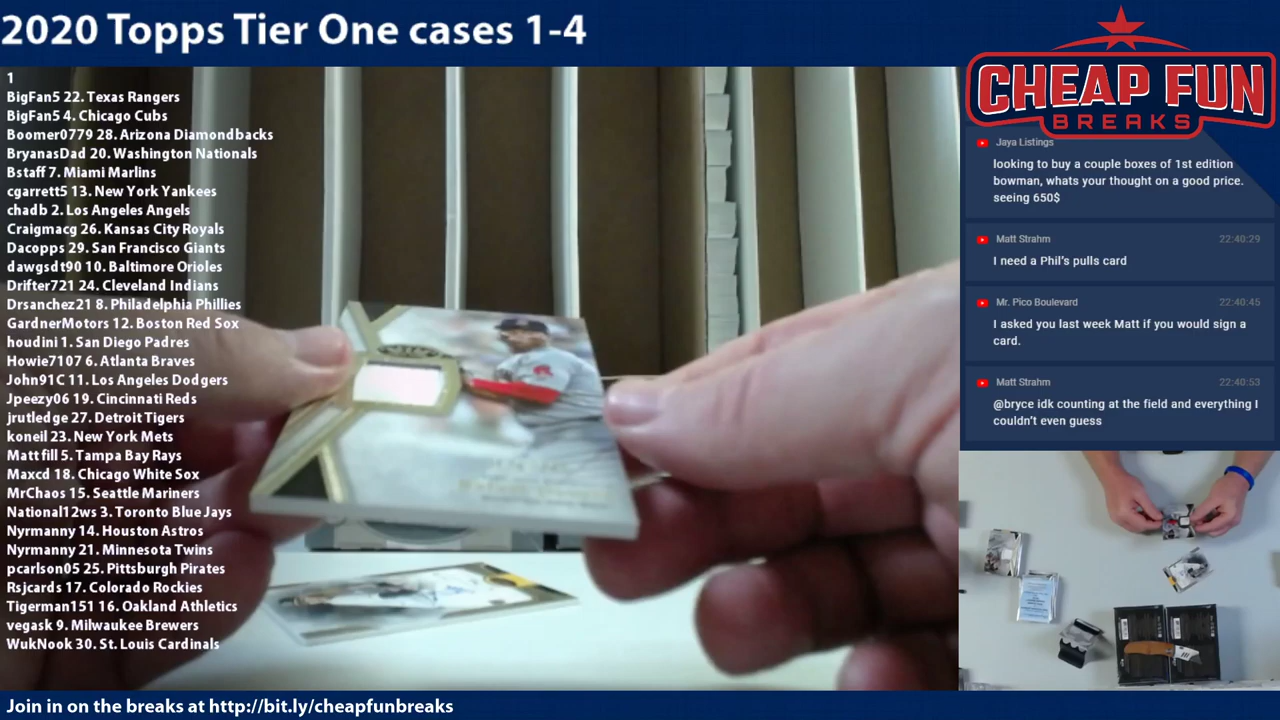 2020 Topps Tier One cases 1-4
1
BigFan5 22. Texas Rangers
BigFan5 4. Chicago Cubs
Boomer0779 28. Arizona Diamondbacks
BryanasDad 20. Washington Nationals
Bstaff 7. Miami Marlins
cgarrett5 13. New York Yankees
chadb 2. Los Angeles Angels
Craigmacg 26. Kansas City Royals
Dacopps 29. San Francisco Giants
dawgsdt90 10. Baltimore Orioles
Drifter721 24. Cleveland Indians
Drsanchez21 8. Philadelphia Phillies
GardnerMotors 12. Boston Red Sox
houdini 1. San Diego Padres
Howie7107 6. Atlanta Braves
John91C 11. Los Angeles Dodgers
Jpeezy06 19. Cincinnati Reds
jrutledge 27. Detroit Tigers
koneil 23. New York Mets
Matt fill 5. Tampa Bay Rays
Maxcd 18. Chicago White Sox
MrChaos 15. Seattle Mariners
National12ws 3. Toronto Blue Jays
Nyrmanny 14. Houston Astros
Nyrmanny 21. Minnesota Twins
pcarlson05 25. Pittsburgh Pirates
Rsjcards 17. Colorado Rockies
Tigerman151 16. Oakland Athletics
vegask 9. Milwaukee Brewers
WukNook 30. St. Louis Cardinals
Join in on the breaks at http://bit.ly/cheapfunbreaks
CHEAP FUN
BREAKS
Jaya Listings
looking to buy a couple boxes of 1st edition
bowman, whats your thought on a good price.
seeing 650$
Matt Strahm 22:40:29
I need a Phil's pulls card
Mr. Pico Boulevard 22:40:45
I asked you last week Matt if you would sign a
card.
Matt Strahm 22:40:53
@bryce idk counting at the field and everything I
couldn't even guess